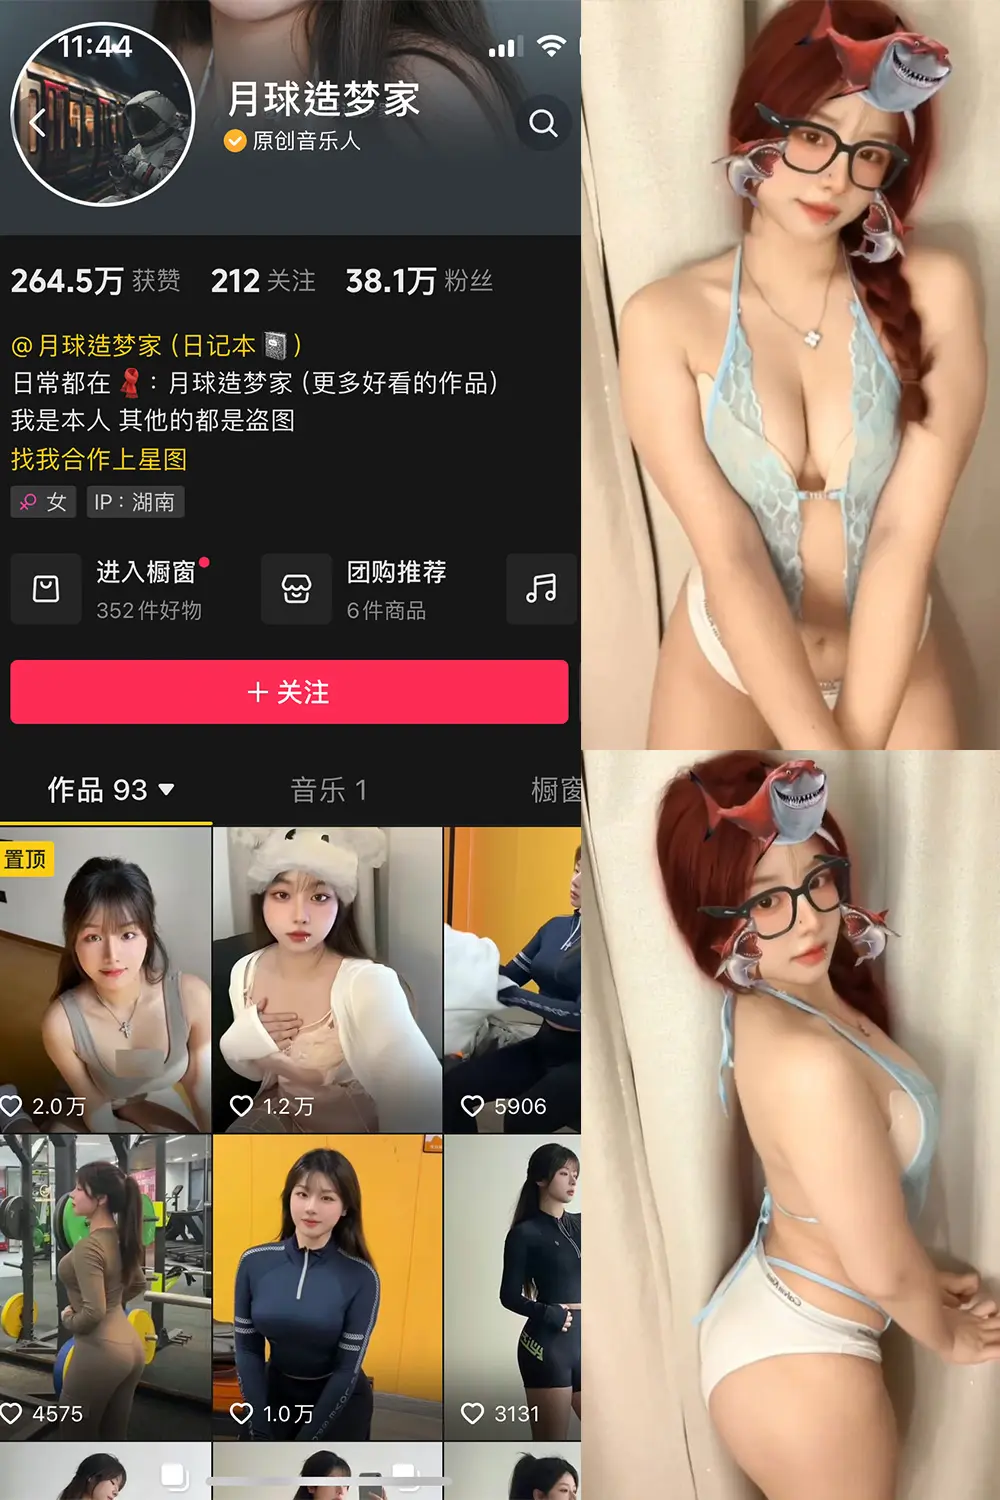 11:44
月球造梦家
原创音乐人
264.5万 获赞 212 关注 38.1万 粉丝
@月球造梦家（日记本📓）
日常都在🧣：月球造梦家（更多好看的作品）
我是本人 其他的都是盗图
找我合作上星图
女 IP：湖南
进入橱窗 团购推荐
352件好物 6件商品
＋关注
作品 93 音乐 1 橱窗
置顶
2.0万 1.2万 5906
4575 1.0万 3131